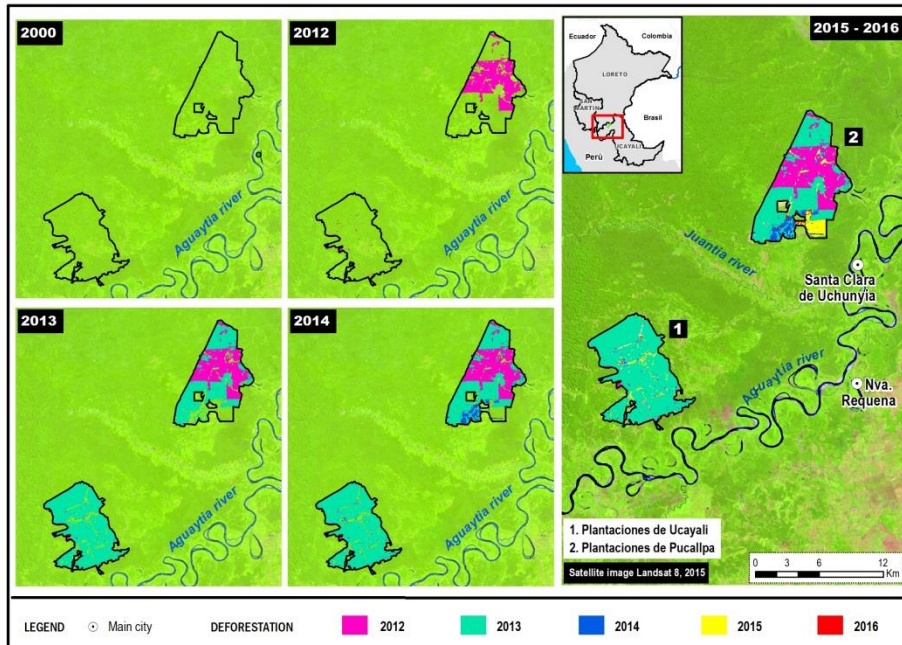 2000
Aguaytia river
2012
Aguaytia river
2013
Aguaytia river
2014
Aguaytia river
2015 - 2016
Ecuador
Colombia
LORETO
SAN
MARTIN
Brasil
UCAYALI
Perú
2
Juantia river
Santa Clara
de Uchunyia
1
Aguaytia river
Nva.
Requena
1. Plantaciones de Ucayali
2. Plantaciones de Pucallpa
Satellite image Landsat 8, 2015
0 3 6 12
Km
LEGEND Main city DEFORESTATION 2012 2013 2014 2015 2016